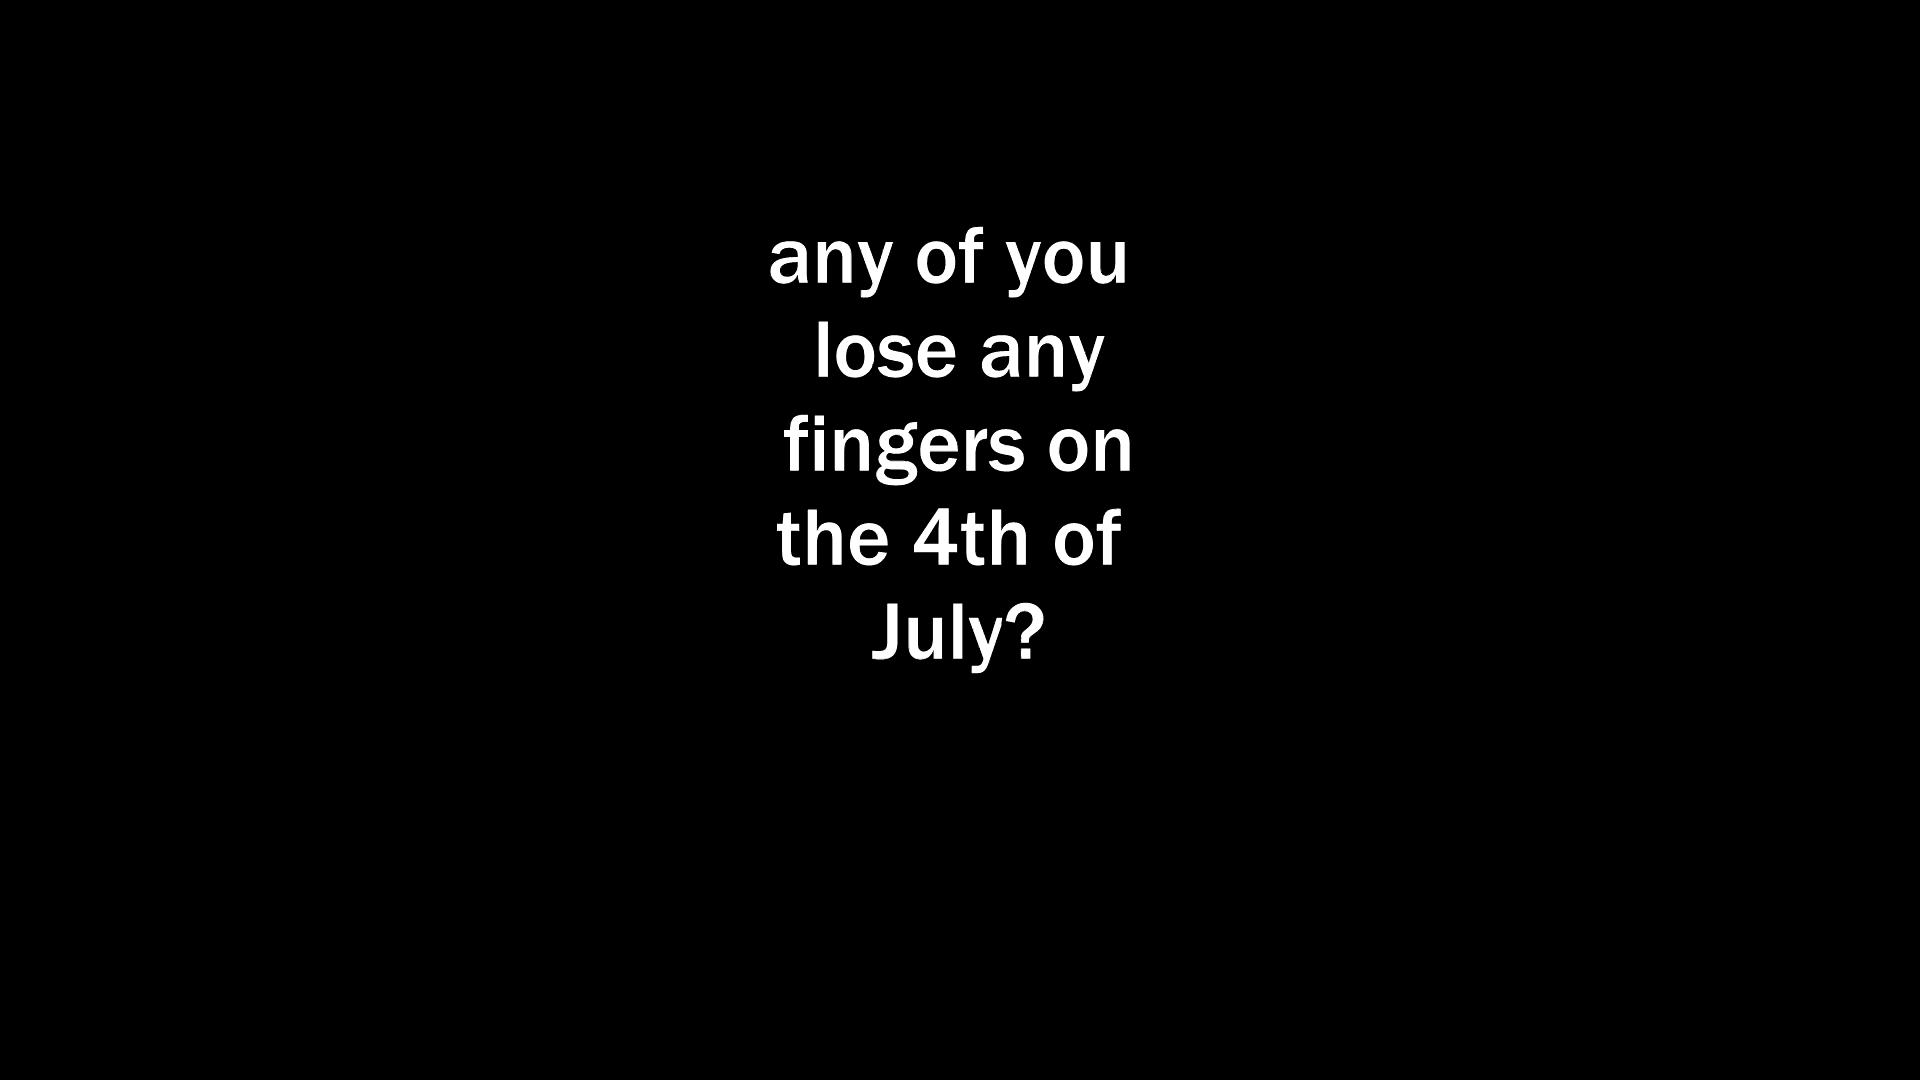 any of you
lose any
fingers on
the 4th of
July?